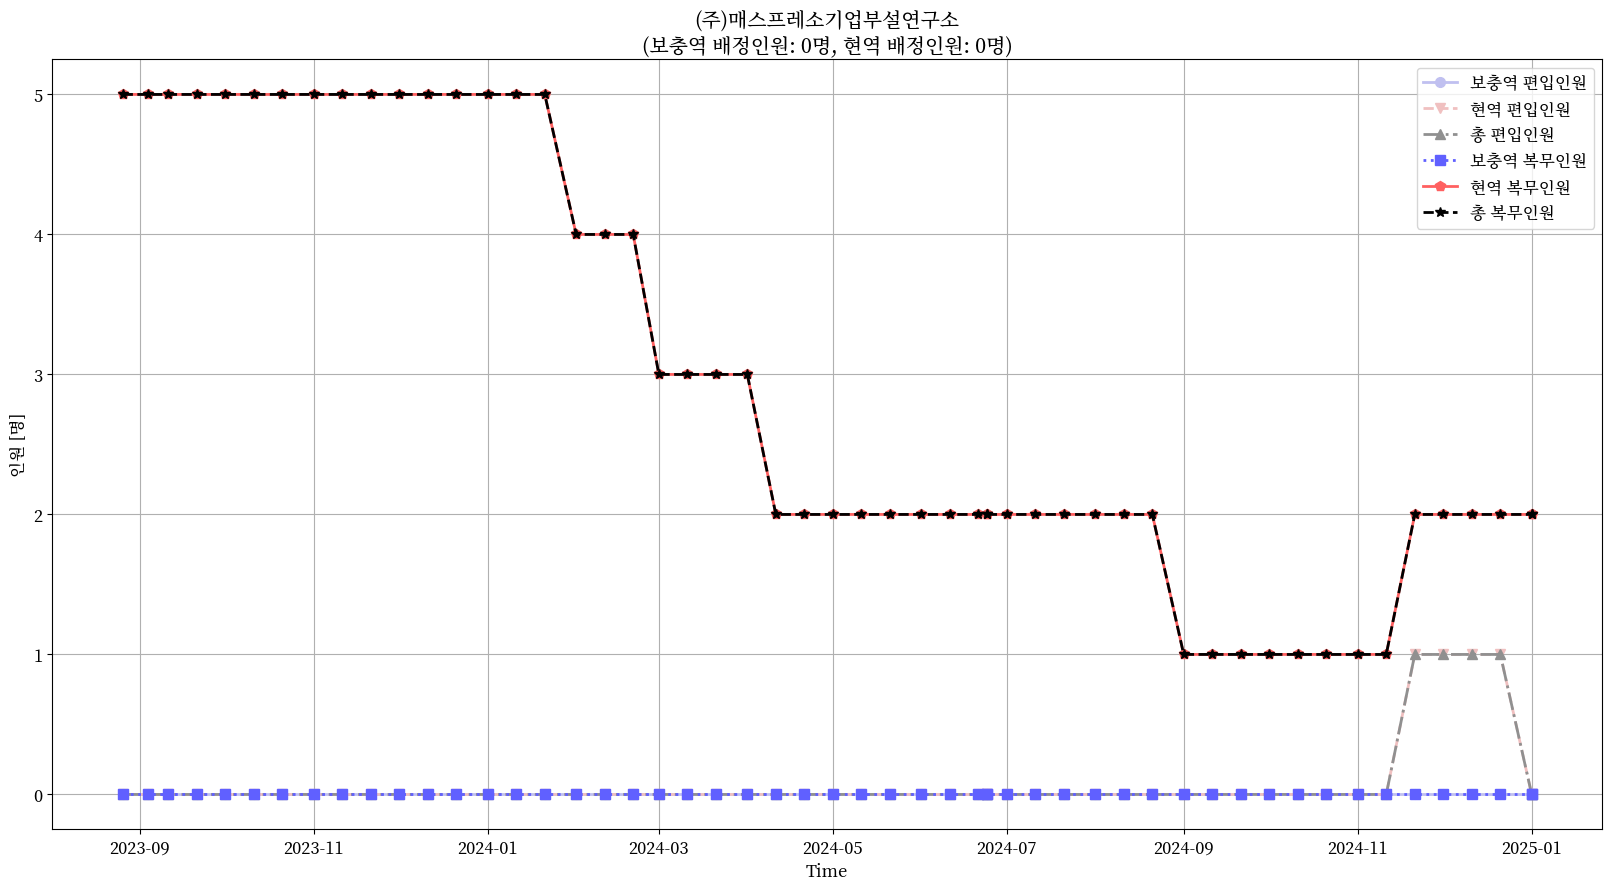 (주)매스프레소기업부설연구소
(보충역 배정인원: 0명, 현역 배정인원: 0명)
보충역 편입인원
현역 편입인원
총 편입인원
보충역 복무인원
현역 복무인원
총 복무인원
5
4
3
2
1
0
인원 [명]
2023-09 2023-11 2024-01 2024-03 2024-05 2024-07 2024-09 2024-11 2025-01
Time